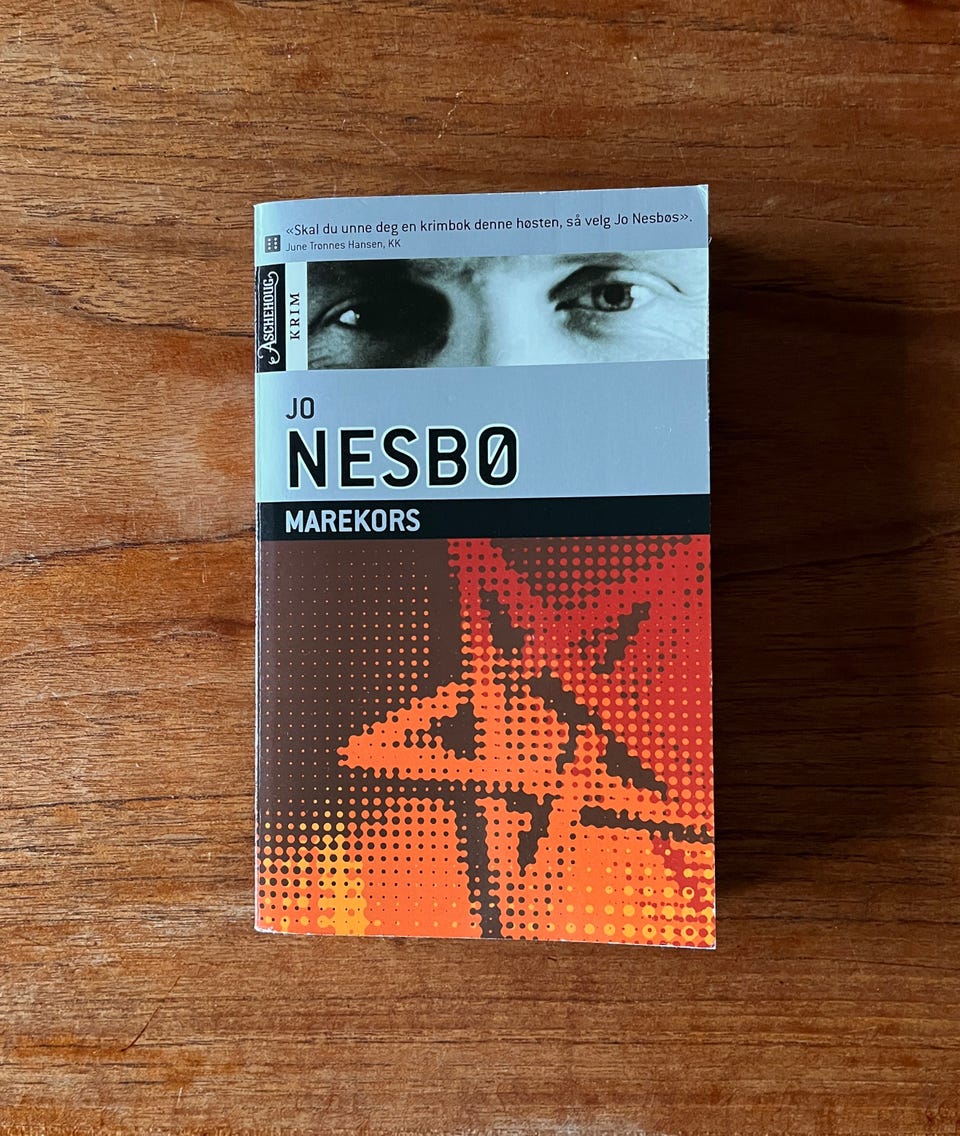 «Skal du unne deg en krimbok denne høsten, så velg Jo Nesbøs».
June Trønnes Hansen, KK
ASCHEHOUG
KRIM
JO
NESBØ
MAREKORS